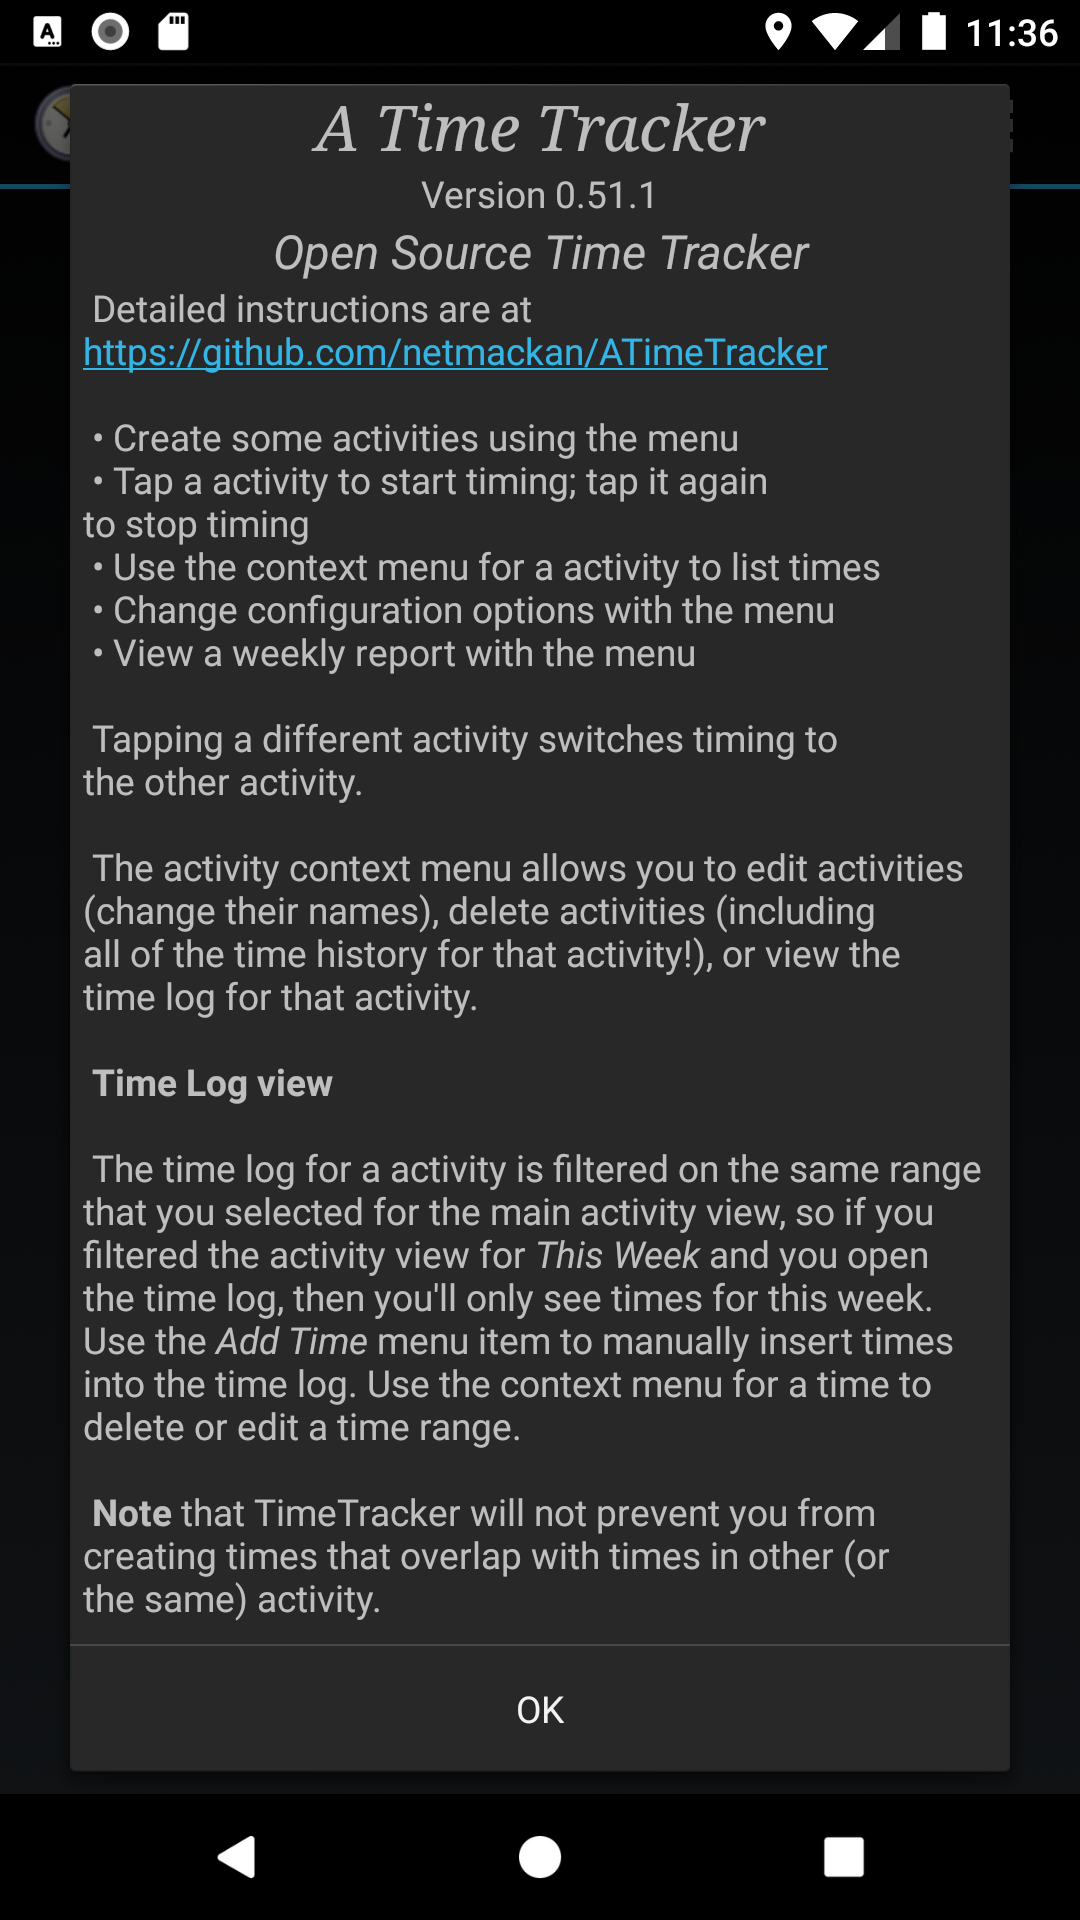 11:36
A Time Tracker
Version 0.51.1
Open Source Time Tracker
Detailed instructions are at
https://github.com/netmackan/ATimeTracker
• Create some activities using the menu
• Tap a activity to start timing; tap it again
to stop timing
• Use the context menu for a activity to list times
• Change configuration options with the menu
• View a weekly report with the menu
Tapping a different activity switches timing to
the other activity.
The activity context menu allows you to edit activities
(change their names), delete activities (including
all of the time history for that activity!), or view the
time log for that activity.
Time Log view
The time log for a activity is filtered on the same range
that you selected for the main activity view, so if you
filtered the activity view for This Week and you open
the time log, then you'll only see times for this week.
Use the Add Time menu item to manually insert times
into the time log. Use the context menu for a time to
delete or edit a time range.
Note that TimeTracker will not prevent you from
creating times that overlap with times in other (or
the same) activity.
OK